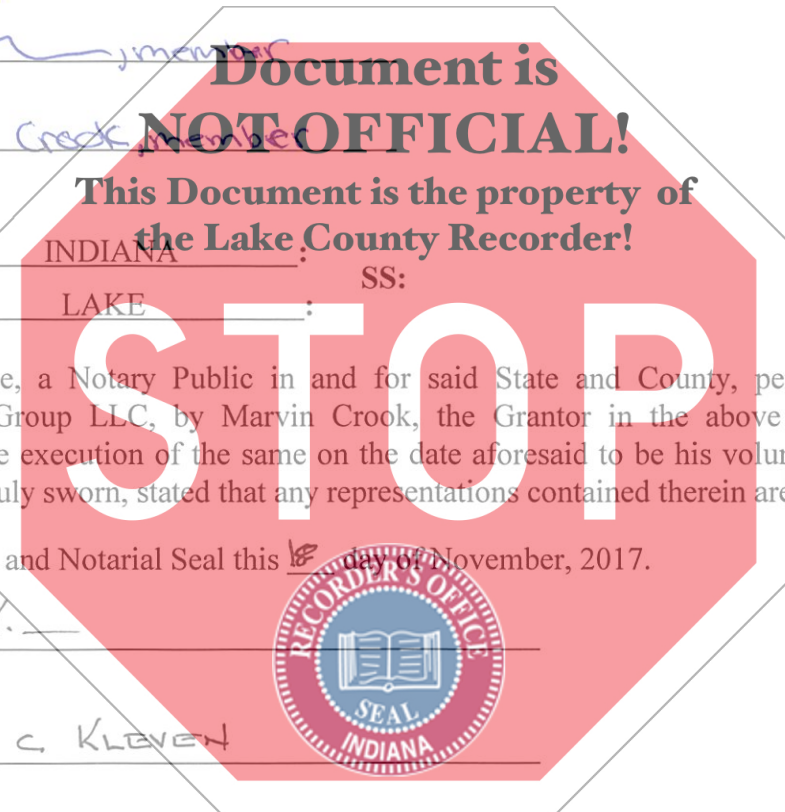 , member
Document is
Crook, member
NOT OFFICIAL!
This Document is the property of
the Lake County Recorder!
INDIANA :
SS:
LAKE :
STOP
e, a Notary Public in and for said State and County, pe
Group LLC, by Marvin Crook, the Grantor in the above
e execution of the same on the date aforesaid to be his volun
uly sworn, stated that any representations contained therein are
and Notarial Seal this 18 day of November, 2017.
RECORDER'S OFFICE
SEAL
INDIANA
C. KLEVEN